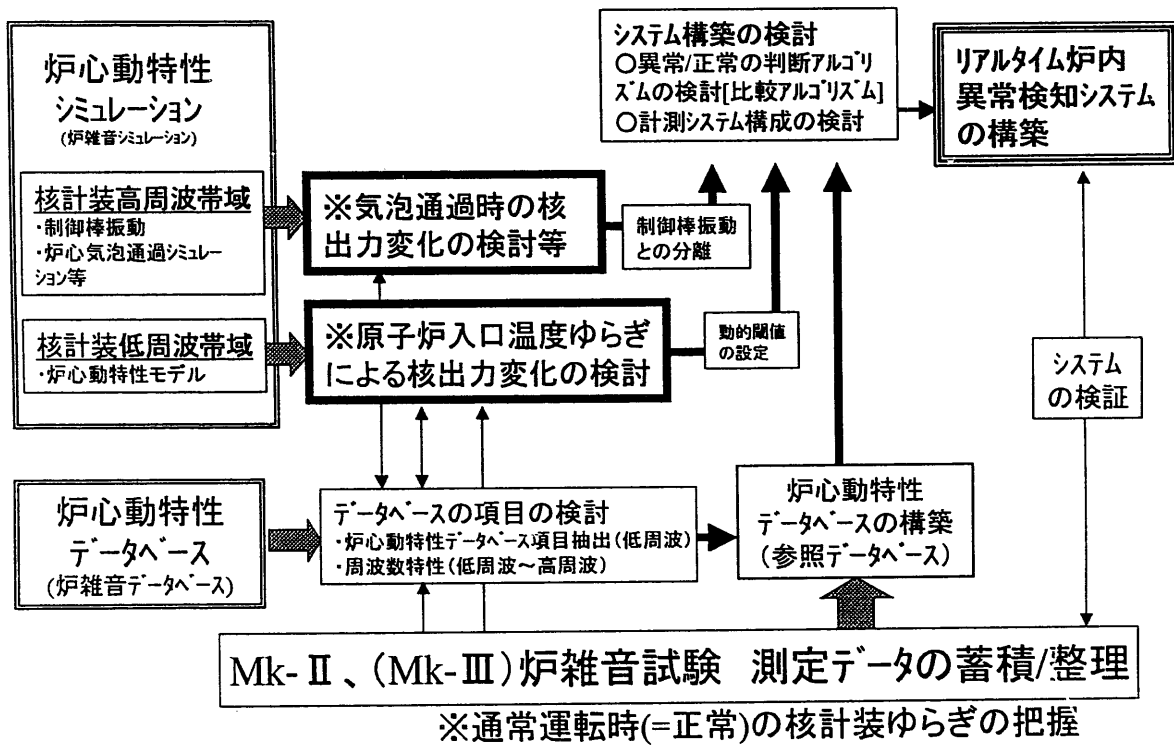 炉心動特性
シミュレーション
(炉雑音シミュレーション)
核計装高周波帯域
・制御棒振動
・炉心気泡通過シミュレー
ション等
核計装低周波帯域
・炉心動特性モデル
※気泡通過時の核
出力変化の検討等
※原子炉入口温度ゆらぎ
による核出力変化の検討
制御棒振動
との分離
動的閾値
の設定
システム構築の検討
○異常/正常の判断アルゴリ
ズムの検討[比較アルゴリズム]
○計測システム構成の検討
リアルタイム炉内
異常検知システム
の構築
システム
の検証
炉心動特性
データベース
(炉雑音データベース)
データベースの項目の検討
・炉心動特性データベース項目抽出(低周波)
・周波数特性(低周波~高周波)
炉心動特性
データベースの構築
(参照データベース)
Mk-Ⅱ、(Mk-Ⅲ)炉雑音試験 測定データの蓄積/整理
※通常運転時(=正常)の核計装ゆらぎの把握